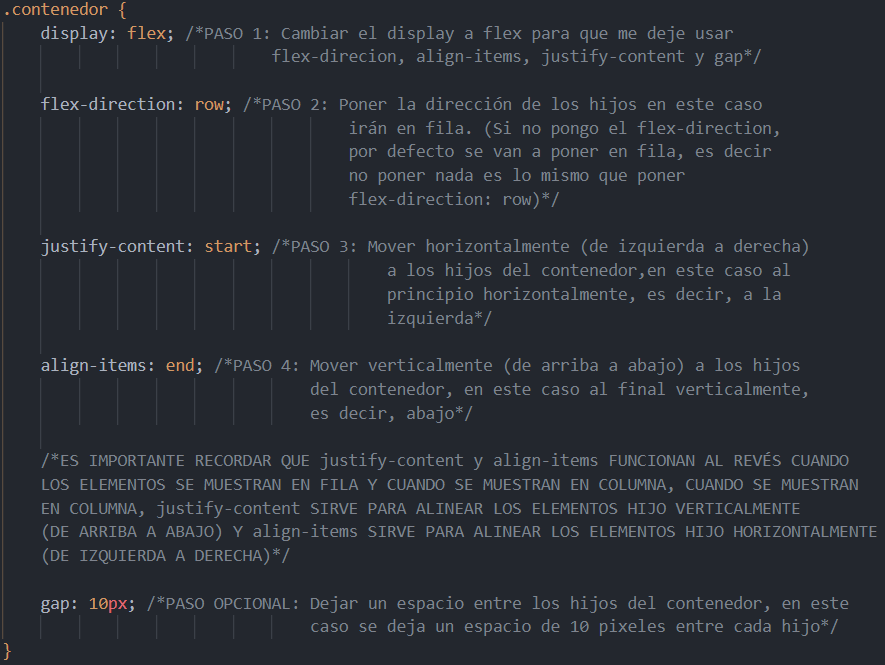 .contenedor {
display: flex; /*PASO 1: Cambiar el display a flex para que me deje usar
flex-direcion, align-items, justify-content y gap*/
flex-direction: row; /*PASO 2: Poner la dirección de los hijos en este caso
irán en fila. (Si no pongo el flex-direction,
por defecto se van a poner en fila, es decir
no poner nada es lo mismo que poner
flex-direction: row)*/
justify-content: start; /*PASO 3: Mover horizontalmente (de izquierda a derecha)
a los hijos del contenedor,en este caso al
principio horizontalmente, es decir, a la
izquierda*/
align-items: end; /*PASO 4: Mover verticalmente (de arriba a abajo) a los hijos
del contenedor, en este caso al final verticalmente,
es decir, abajo*/
/*ES IMPORTANTE RECORDAR QUE justify-content y align-items FUNCIONAN AL REVÉS CUANDO
LOS ELEMENTOS SE MUESTRAN EN FILA Y CUANDO SE MUESTRAN EN COLUMNA, CUANDO SE MUESTRAN
EN COLUMNA, justify-content SIRVE PARA ALINEAR LOS ELEMENTOS HIJO VERTICALMENTE
(DE ARRIBA A ABAJO) Y align-items SIRVE PARA ALINEAR LOS ELEMENTOS HIJO HORIZONTALMENTE
(DE IZQUIERDA A DERECHA)*/
gap: 10px; /*PASO OPCIONAL: Dejar un espacio entre los hijos del contenedor, en este
caso se deja un espacio de 10 pixeles entre cada hijo*/
}